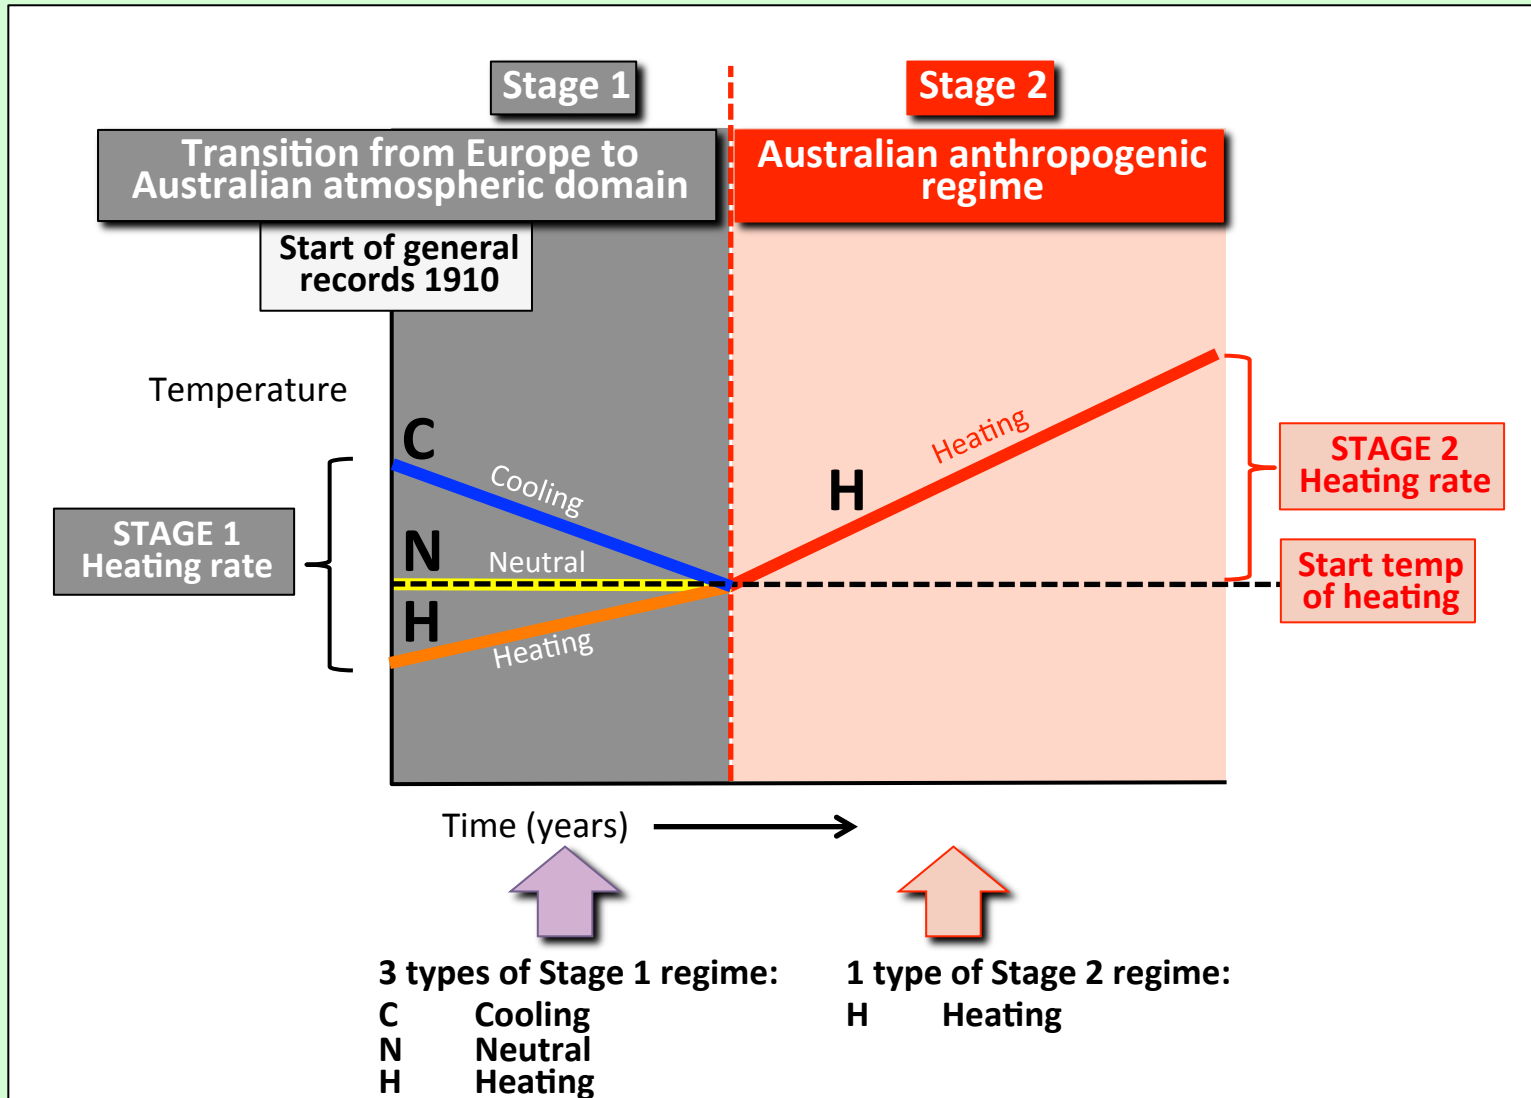 Stage 1
Stage 2
Transition from Europe to
Australian atmospheric domain
Australian anthropogenic
regime
Start of general
records 1910
Temperature
C
Cooling
N
Neutral
H
Heating
H
Heating
STAGE 1
Heating rate
STAGE 2
Heating rate
Start temp
of heating
Time (years)
3 types of Stage 1 regime:
C Cooling
N Neutral
H Heating
1 type of Stage 2 regime:
H Heating